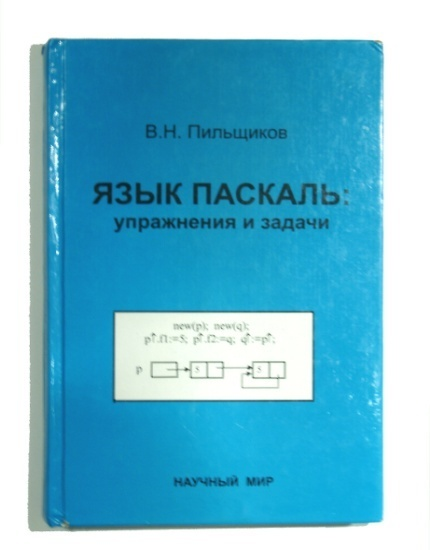 В.Н. Пильщиков
ЯЗЫК ПАСКАЛЬ:
упражнения и задачи
new(p); new(q);
p↑.f1:=5; p↑.f2:=q; q↑:=p↑;
p 5 5
НАУЧНЫЙ МИР